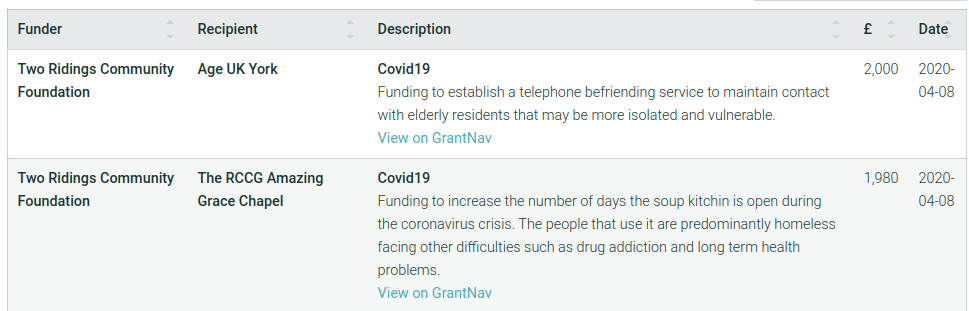 Funder Recipient Description £ Date
Two Ridings Community Age UK York Covid19 2,000 2020-
Foundation Funding to establish a telephone befriending service to maintain contact 04-08
with elderly residents that may be more isolated and vulnerable.
View on GrantNav
Two Ridings Community The RCCG Amazing Covid19 1,980 2020-
Foundation Grace Chapel Funding to increase the number of days the soup kitchin is open during 04-08
the coronavirus crisis. The people that use it are predominantly homeless
facing other difficulties such as drug addiction and long term health
problems.
View on GrantNav